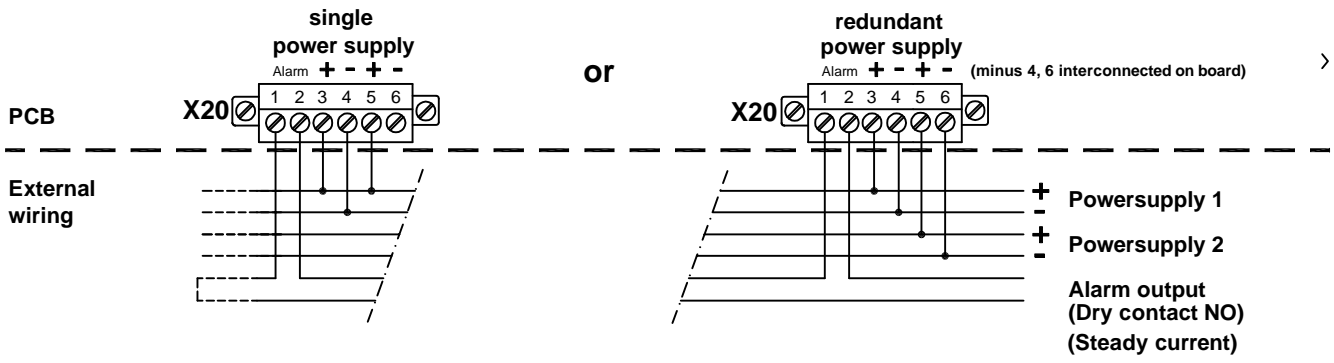 single
power supply
Alarm + - + -
X20
1 2 3 4 5 6
or
redundant
power supply
Alarm + - + - (minus 4, 6 interconnected on board)
X20
1 2 3 4 5 6
PCB
External
wiring
+
- Powersupply 1
+
- Powersupply 2
Alarm output
(Dry contact NO)
(Steady current)